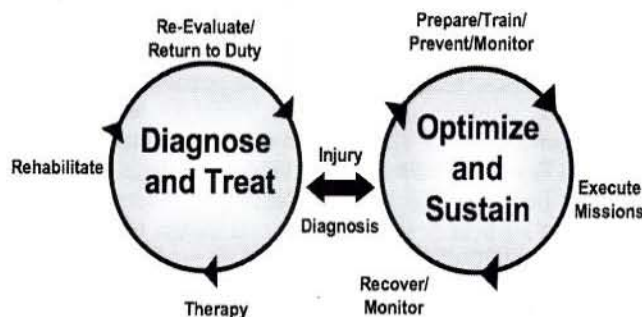 Re-Evaluate/
Return to Duty
Diagnose
and Treat
Rehabilitate
Therapy
Injury
Diagnosis
Prepare/Train/
Prevent/Monitor
Optimize
and
Sustain
Execute
Missions
Recover/
Monitor